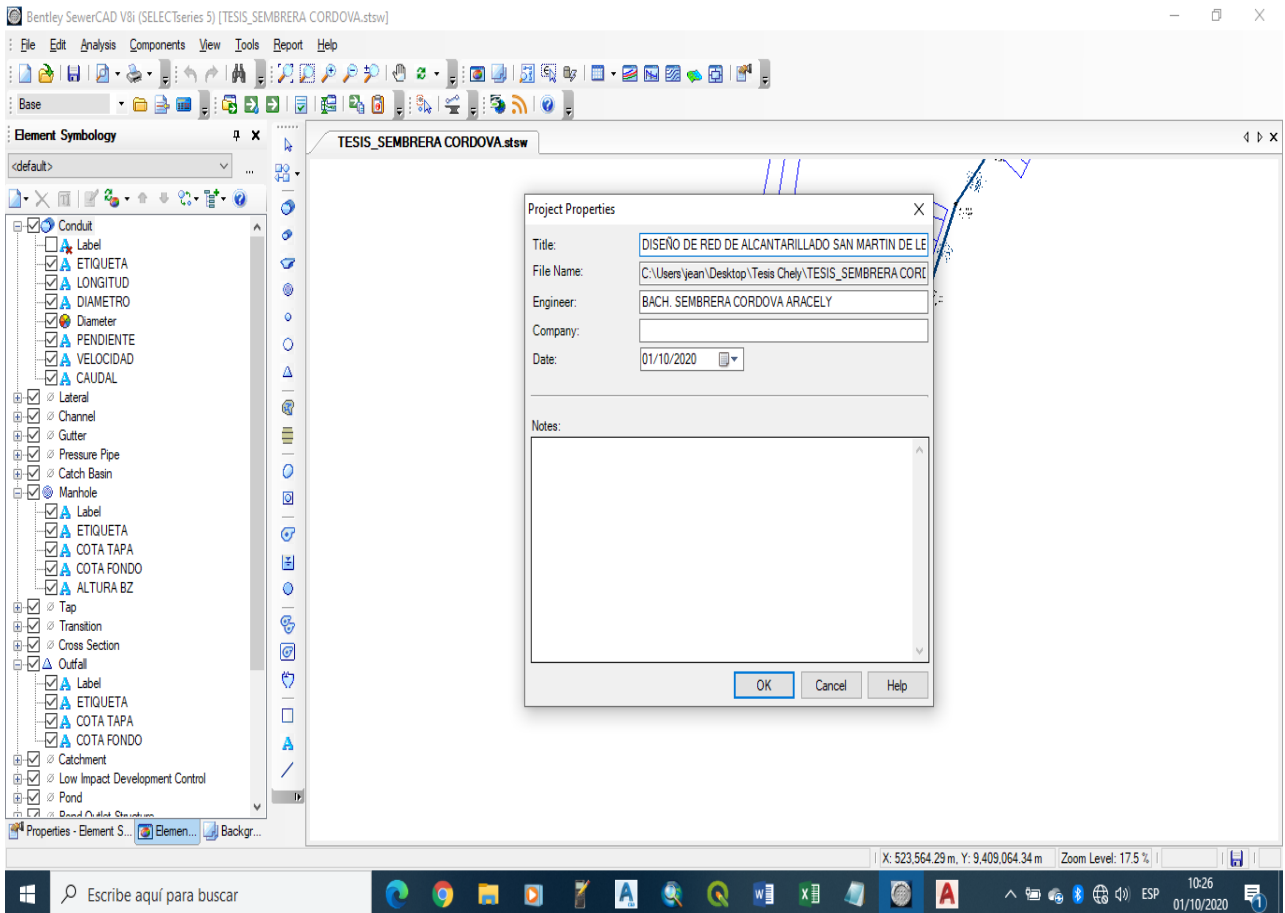 Bentley SewerCAD V8i (SELECTseries 5) [TESIS_SEMBRERA CORDOVA.stsw]
File Edit Analysis Components View Tools Report Help
Base
Element Symbology
<default>
Conduit
Label
ETIQUETA
LONGITUD
DIAMETRO
Diameter
PENDIENTE
VELOCIDAD
CAUDAL
Lateral
Channel
Gutter
Pressure Pipe
Catch Basin
Manhole
Label
ETIQUETA
COTA TAPA
COTA FONDO
ALTURA BZ
Tap
Transition
Cross Section
Outfall
Label
ETIQUETA
COTA TAPA
COTA FONDO
Catchment
Low Impact Development Control
Pond
Pond Outlet Structure
Properties - Element S... Elemen... Backgr...
TESIS_SEMBRERA CORDOVA.stsw
Project Properties
Title: DISEÑO DE RED DE ALCANTARILLADO SAN MARTIN DE LE
File Name: C:\Users\jean\Desktop\Tesis Chely\TESIS_SEMBRERA CORD
Engineer: BACH. SEMBRERA CORDOVA ARACELY
Company:
Date: 01/10/2020
Notes:
OK Cancel Help
X: 523,564.29 m, Y: 9,409,064.34 m Zoom Level: 17.5 %
Escribe aquí para buscar
ESP
10:26
01/10/2020